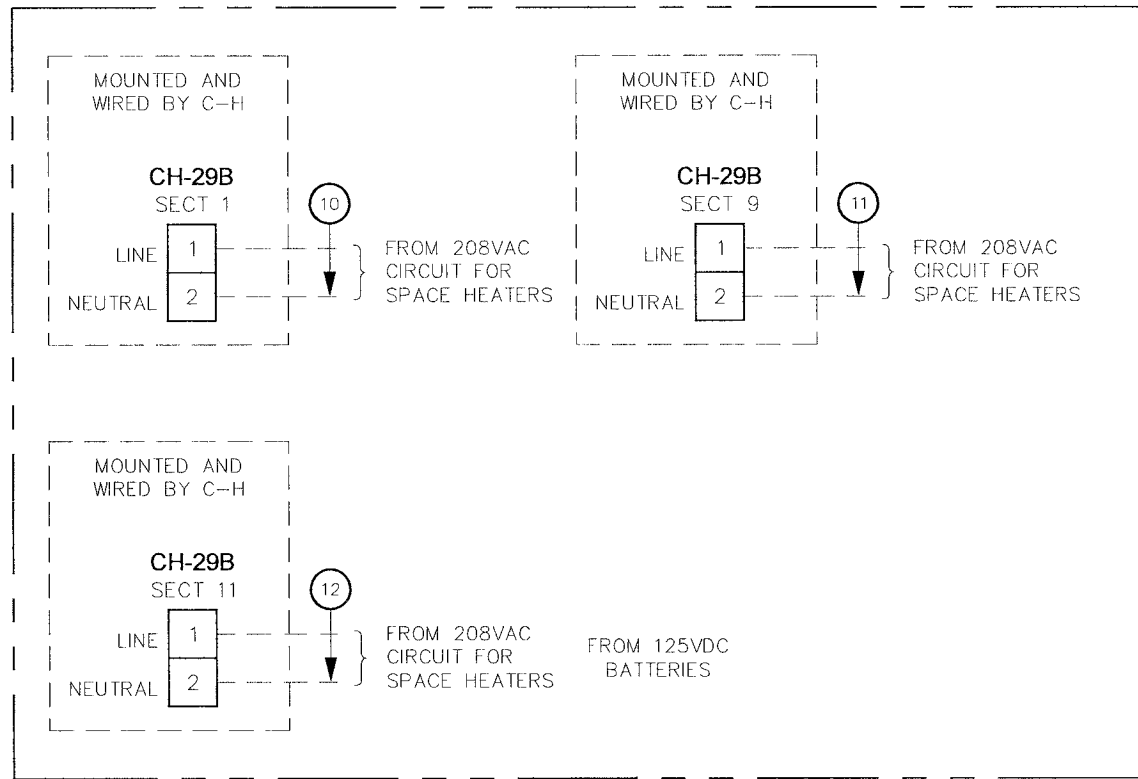 MOUNTED AND
WIRED BY C-H
CH-29B
SECT 1
10
LINE
1
NEUTRAL
2
FROM 208VAC
CIRCUIT FOR
SPACE HEATERS
MOUNTED AND
WIRED BY C-H
CH-29B
SECT 9
11
LINE
1
NEUTRAL
2
FROM 208VAC
CIRCUIT FOR
SPACE HEATERS
MOUNTED AND
WIRED BY C-H
CH-29B
SECT 11
12
LINE
1
NEUTRAL
2
FROM 208VAC
CIRCUIT FOR
SPACE HEATERS
FROM 125VDC
BATTERIES